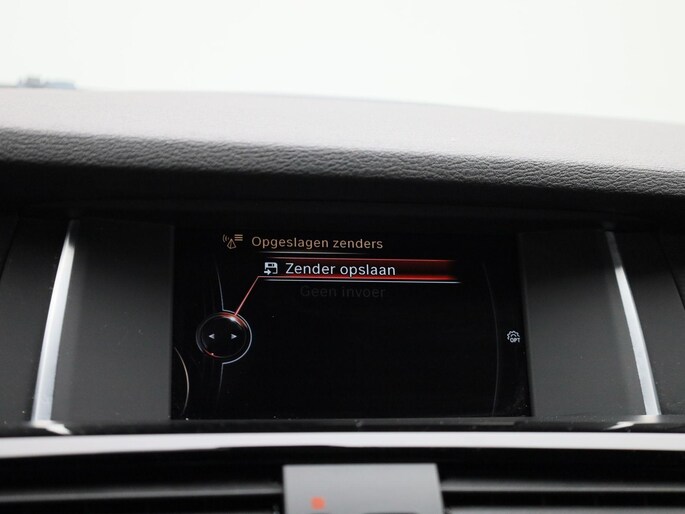 Opgeslagen zenders
Zender opslaan
Geen invoer
OPT